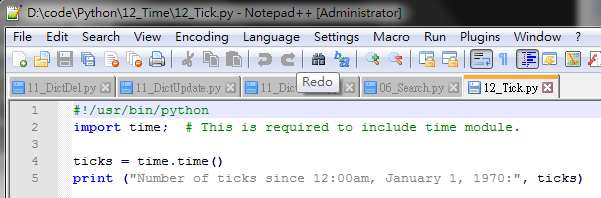 D:\code\Python\12_Time\12_Tick.py - Notepad++ [Administrator]
File Edit Search View Encoding Language Settings Macro Run Plugins Window ?
11_DictDel.py 11_DictUpdate.py 11_Dic 06_Search.py 12_Tick.py
Redo
1 #!/usr/bin/python
2 import time;  # This is required to include time module.
3
4 ticks = time.time()
5 print ("Number of ticks since 12:00am, January 1, 1970:", ticks)